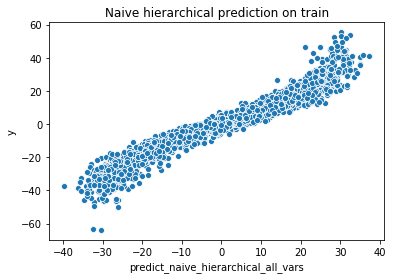 Naive hierarchical prediction on train
60
40
20
0
−20
−40
−60
y
−40 −30 −20 −10 0 10 20 30 40
predict_naive_hierarchical_all_vars